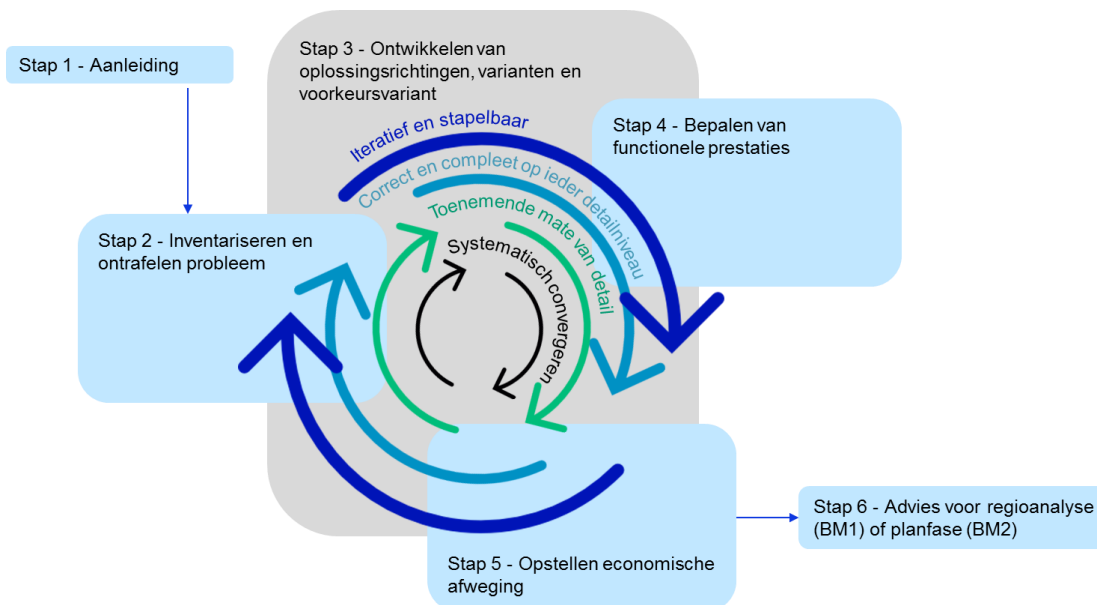 Stap 1 - Aanleiding
Stap 2 - Inventariseren en
ontrafelen probleem
Stap 3 - Ontwikkelen van
oplossingsrichtingen, varianten en
voorkeursvariant
Iteratief en stapelbaar
Correct en compleet op ieder detailniveau
Toenemende mate van detail
Systematisch convergeren
Stap 4 - Bepalen van
functionele prestaties
Stap 5 - Opstellen economische
afweging
Stap 6 - Advies voor regioanalyse
(BM1) of planfase (BM2)